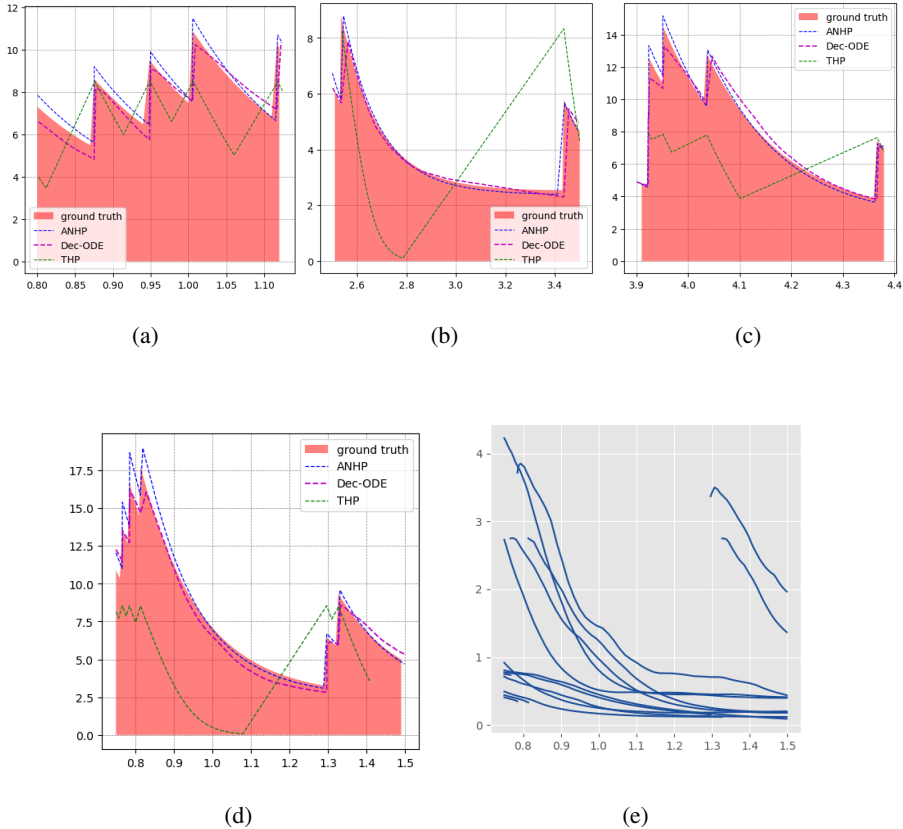 12
10
8
6
4
2
0
ground truth
ANHP
Dec-ODE
THP
0.80 0.85 0.90 0.95 1.00 1.05 1.10
(a)
8
6
4
2
0
ground truth
ANHP
Dec-ODE
THP
2.6 2.8 3.0 3.2 3.4
(b)
14
12
10
8
6
4
2
0
ground truth
ANHP
Dec-ODE
THP
3.9 4.0 4.1 4.2 4.3 4.4
(c)
17.5
15.0
12.5
10.0
7.5
5.0
2.5
0.0
ground truth
ANHP
Dec-ODE
THP
0.8 0.9 1.0 1.1 1.2 1.3 1.4 1.5
(d)
4
3
2
1
0
0.8 0.9 1.0 1.1 1.2 1.3 1.4 1.5
(e)